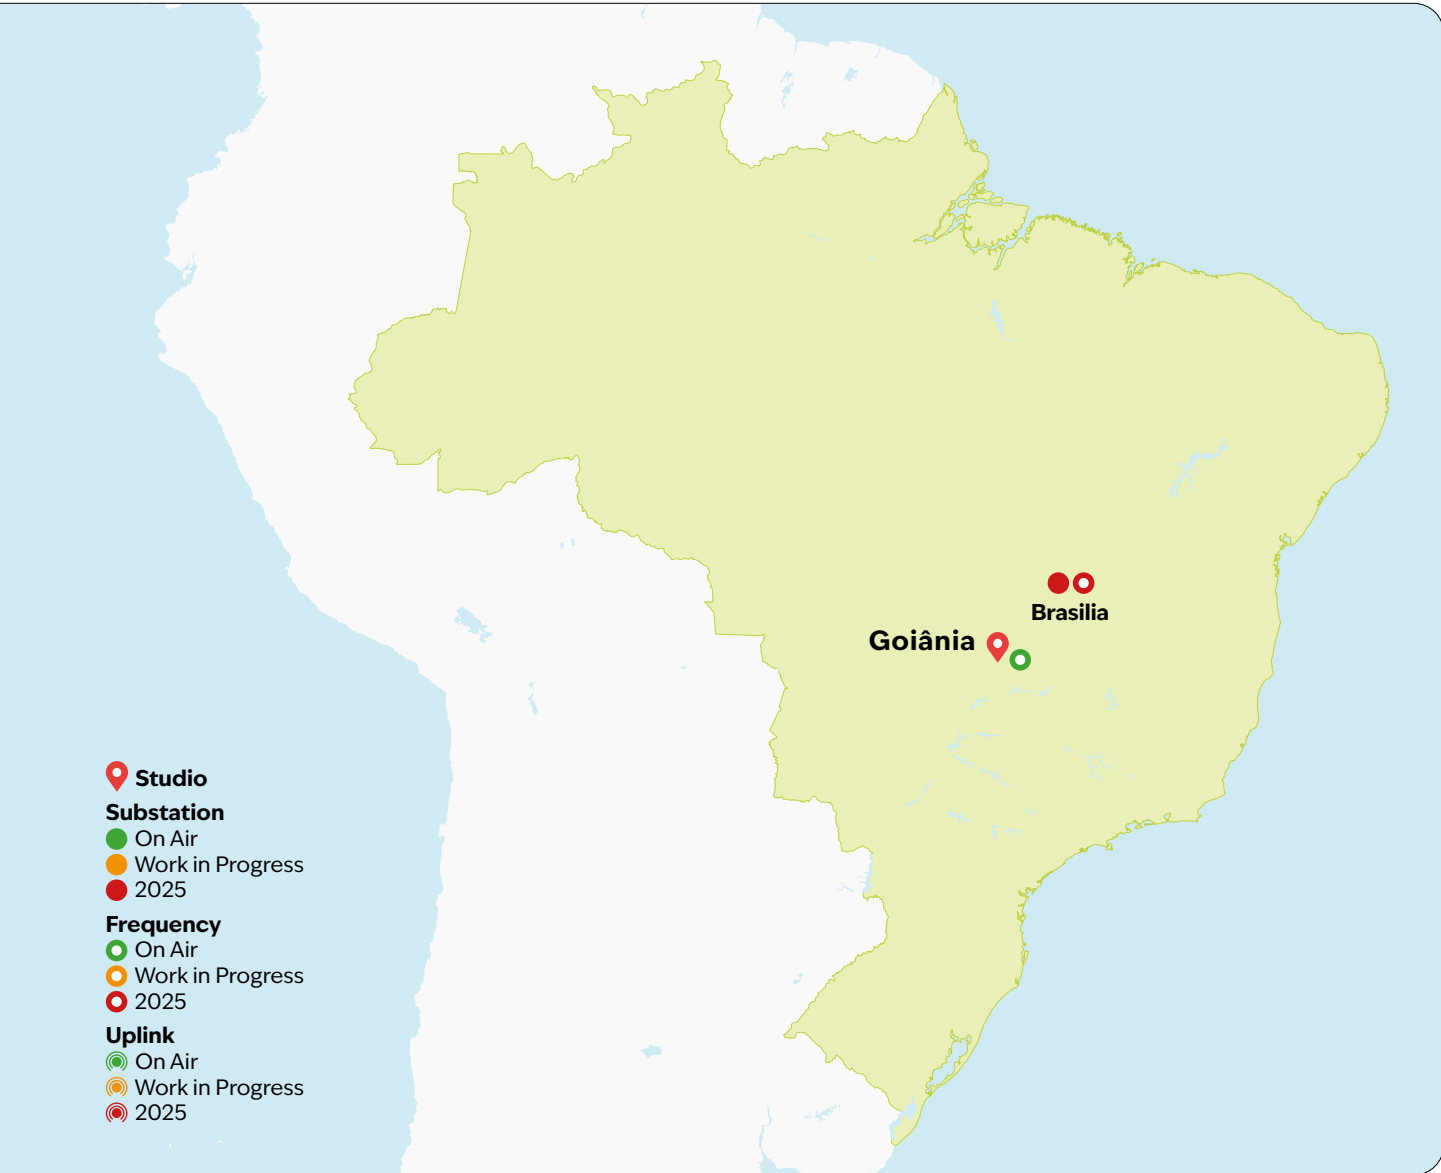 Brasilia
Goiânia
Studio
Substation
On Air
Work in Progress
2025
Frequency
On Air
Work in Progress
2025
Uplink
On Air
Work in Progress
2025